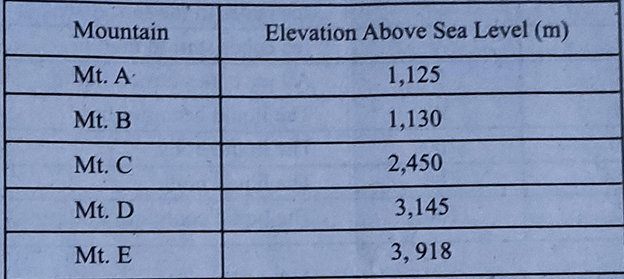 Mountain Elevation Above Sea Level (m)
Mt. A 1,125
Mt. B 1,130
Mt. C 2,450
Mt. D 3,145
Mt. E 3, 918